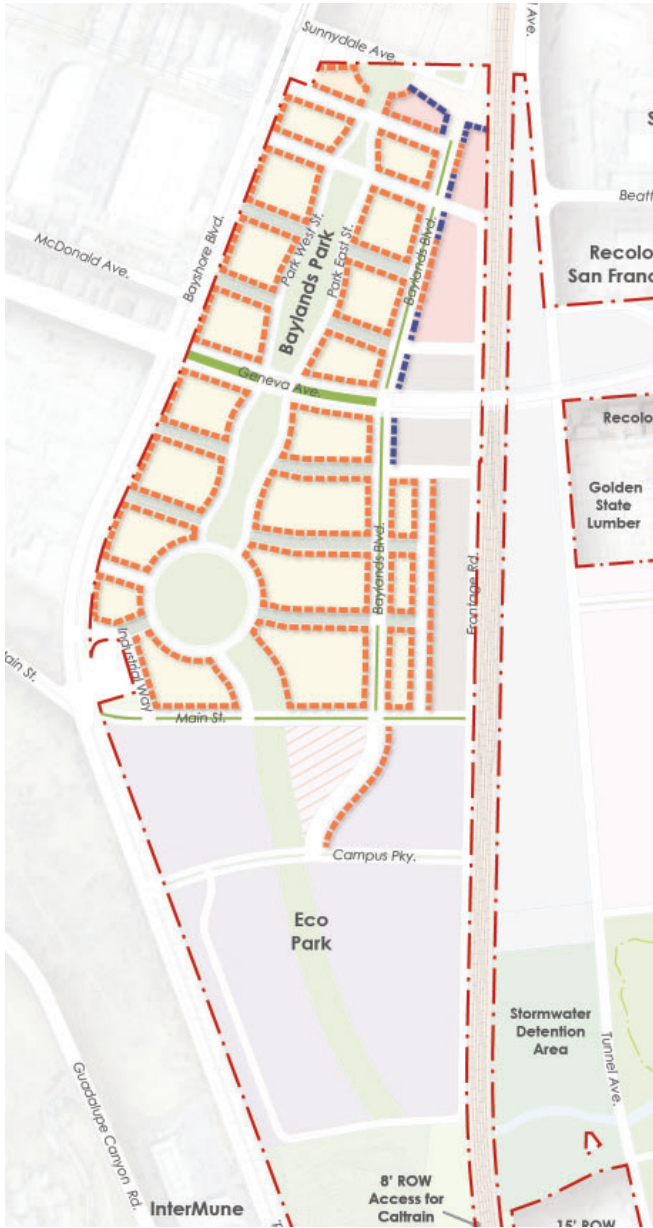 Sunnydale Ave.
Ave.
S
Beatt
McDonald Ave.
Bayshore Blvd.
Park West St.
Park East St.
Baylands Park
Baylands Blvd.
Recolo
San Franc
Geneva Ave.
Recolo
Golden
State
Lumber
Baylands Blvd.
Frontage Rd.
Industrial Way
Main St.
Main St.
Campus Pky.
Eco
Park
Stormwater
Detention
Area
Tunnel Ave.
Guadalupe Canyon Rd.
8' ROW
Access for
Caltrain
InterMune
15' ROW